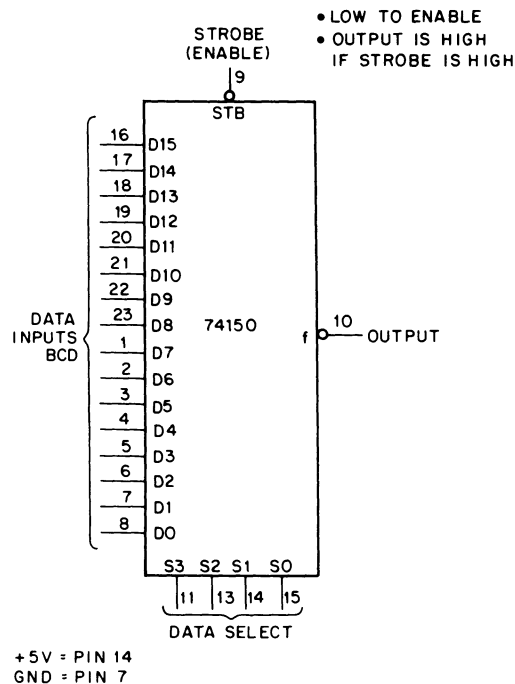 • LOW TO ENABLE
• OUTPUT IS HIGH
IF STROBE IS HIGH
STROBE
(ENABLE)
9
STB
16 D15
17 D14
18 D13
19 D12
20 D11
21 D10
22 D9
23 D8
1 D7
2 D6
3 D5
4 D4
5 D3
6 D2
7 D1
8 D0
DATA
INPUTS
BCD
74150
f 10 OUTPUT
S3 S2 S1 S0
11 13 14 15
DATA SELECT
+5V = PIN 14
GND = PIN 7